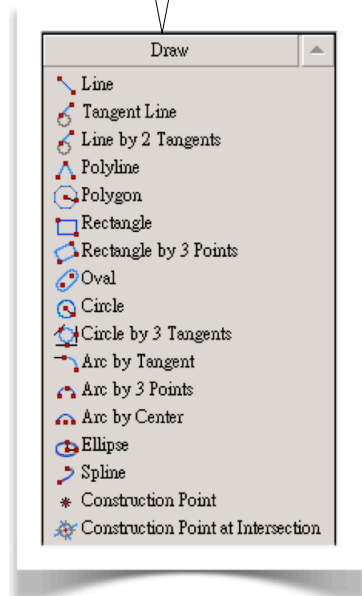 Draw
Line
Tangent Line
Line by 2 Tangents
Polyline
Polygon
Rectangle
Rectangle by 3 Points
Oval
Circle
Circle by 3 Tangents
Arc by Tangent
Arc by 3 Points
Arc by Center
Ellipse
Spline
Construction Point
Construction Point at Intersection